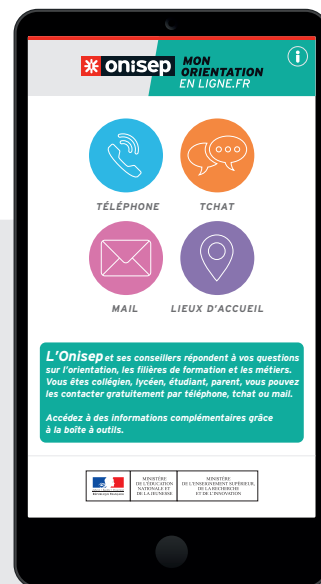 onisep
MON
ORIENTATION
EN LIGNE.FR
i
TÉLÉPHONE
TCHAT
MAIL
LIEUX D'ACCUEIL
L'Onisep et ses conseillers répondent à vos questions
sur l'orientation, les filières de formation et les métiers.
Vous êtes collégien, lycéen, étudiant, parent, vous pouvez
les contacter gratuitement par téléphone, tchat ou mail.
Accédez à des informations complémentaires grâce
à la boîte à outils.
MINISTÈRE
DE L'ÉDUCATION
NATIONALE ET
DE LA JEUNESSE
MINISTÈRE
DE L'ENSEIGNEMENT SUPÉRIEUR,
DE LA RECHERCHE
ET DE L'INNOVATION